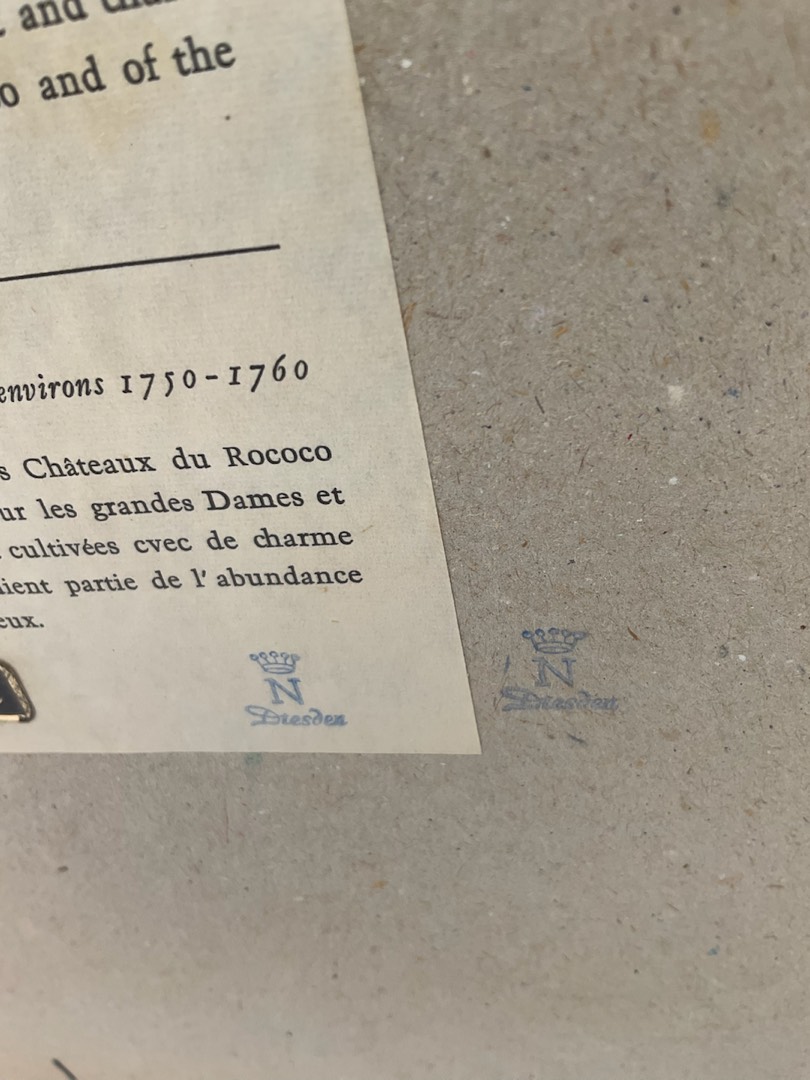 and
o and of the
environs 1750-1760
s Châteaux du Rococo
ur les grandes Dames et
cultivées cvec de charme
ient partie de l' abundance
eux.
N
Dresden
N
Dresden